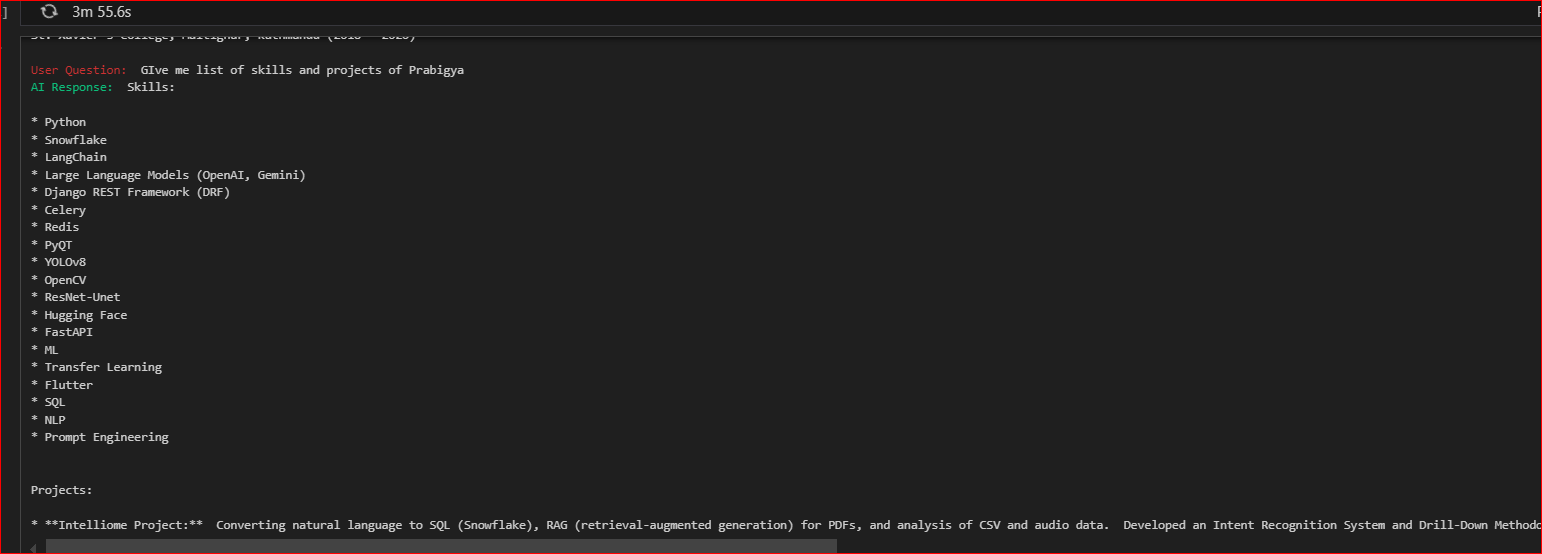 ]
3m 55.6s
User Question: GIve me list of skills and projects of Prabigya
AI Response: Skills:
* Python
* Snowflake
* LangChain
* Large Language Models (OpenAI, Gemini)
* Django REST Framework (DRF)
* Celery
* Redis
* PyQT
* YOLOv8
* OpenCV
* ResNet-Unet
* Hugging Face
* FastAPI
* ML
* Transfer Learning
* Flutter
* SQL
* NLP
* Prompt Engineering
Projects:
* **Intelliome Project:** Converting natural language to SQL (Snowflake), RAG (retrieval-augmented generation) for PDFs, and analysis of CSV and audio data. Developed an Intent Recognition System and Drill-Down